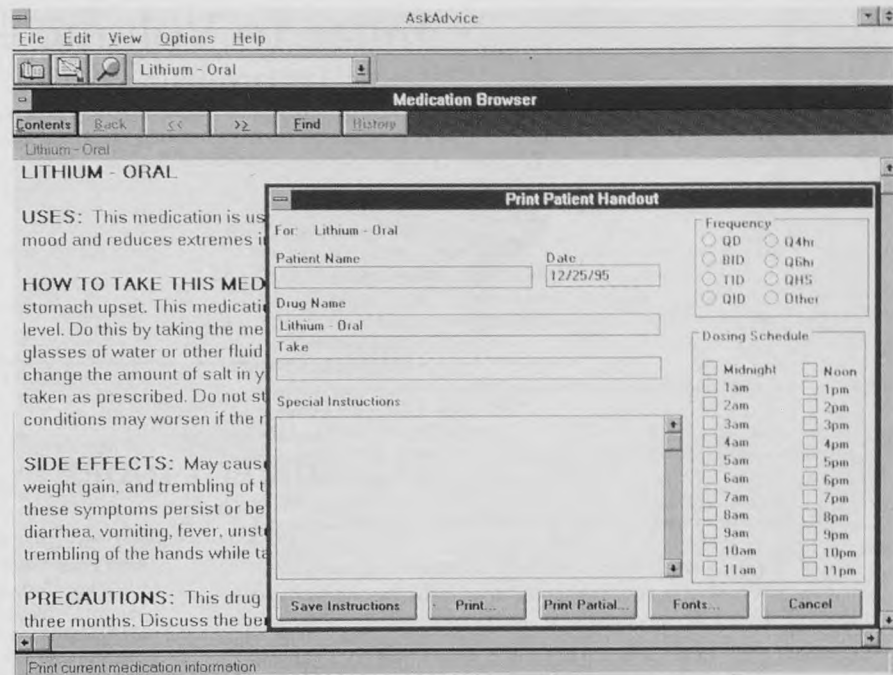 AskAdvice
File Edit View Options Help
Lithium - Oral
Medication Browser
Contents Back << >> Find History
Lithium - Oral
LITHIUM - ORAL
USES: This medication is us
mood and reduces extremes i
HOW TO TAKE THIS MED
stomach upset. This medicati
level. Do this by taking the me
glasses of water or other fluid
change the amount of salt in y
taken as prescribed. Do not st
conditions may worsen if the r
SIDE EFFECTS: May cause
weight gain, and trembling of t
these symptoms persist or be
diarrhea, vomiting, fever, unst
trembling of the hands while ta
PRECAUTIONS: This drug
three months. Discuss the be
Print Patient Handout
For: Lithium - Oral
Patient Name Date
12/25/95
Drug Name
Lithium - Oral
Take
Special Instructions
Frequency
QD Q4hr
BID Q6hr
TID QHS
QID Other
Dosing Schedule
Midnight Noon
1am 1pm
2am 2pm
3am 3pm
4am 4pm
5am 5pm
6am 6pm
7am 7pm
8am 8pm
9am 9pm
10am 10pm
11am 11pm
Save Instructions Print... Print Partial... Fonts... Cancel
Print current medication information